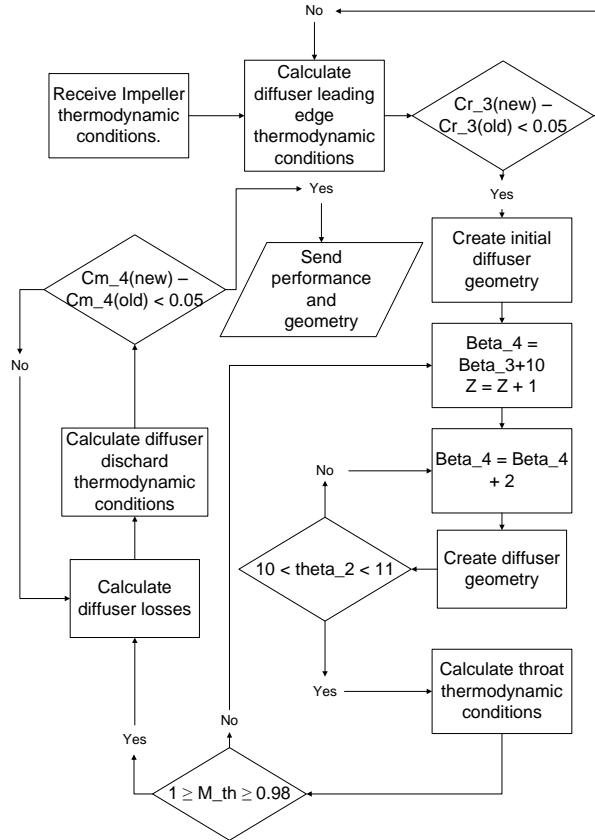 No
Receive Impeller
thermodynamic
conditions.
Calculate
diffuser leading
edge
thermodynamic
conditions
Cr_3(new) –
Cr_3(old) < 0.05
Yes
Create initial
diffuser
geometry
Beta_4 =
Beta_3+10
Z = Z + 1
Beta_4 = Beta_4
+ 2
Create diffuser
geometry
10 < theta_2 < 11
No
Yes
Calculate throat
thermodynamic
conditions
1 ≥ M_th ≥ 0.98
No
Yes
Calculate
diffuser losses
Calculate diffuser
dischard
thermodynamic
conditions
Cm_4(new) –
Cm_4(old) < 0.05
No
Yes
Send
performance
and
geometry